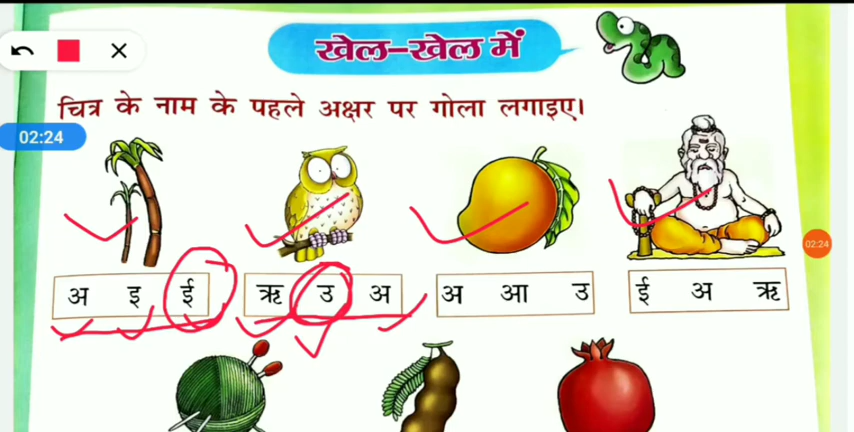 खेल-खेल में
चित्र के नाम के पहले अक्षर पर गोला लगाइए।
02:24
02:24
अ इ ई
ऋ उ अ
अ आ उ
ई अ ऋ